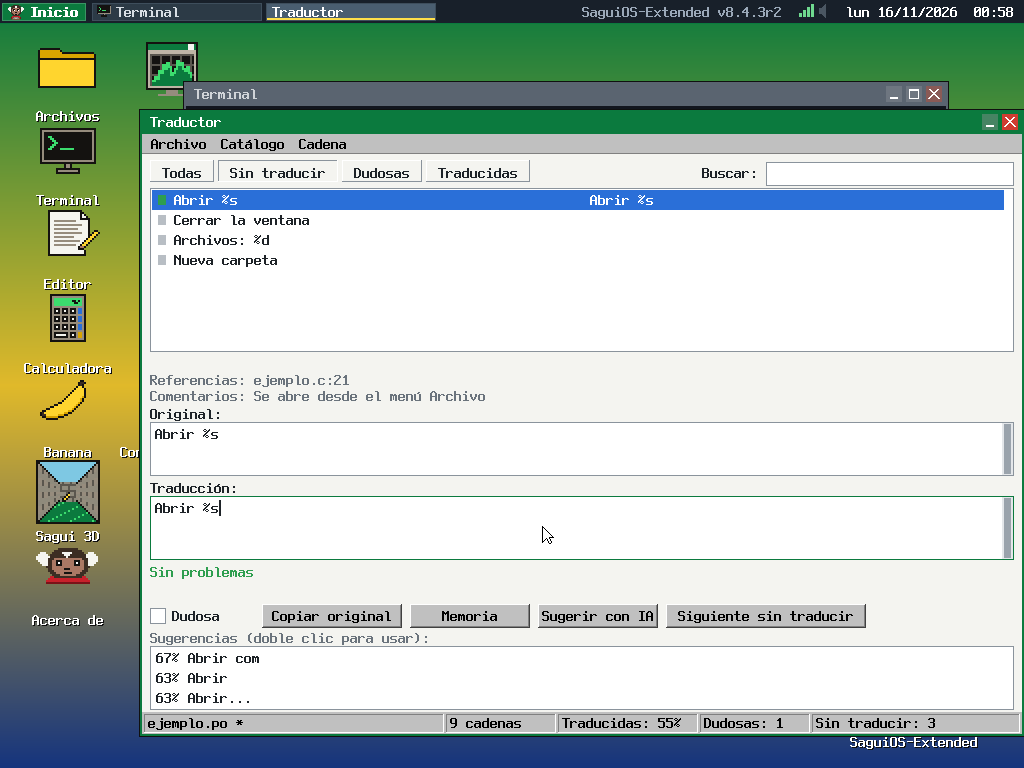 Inicio
Terminal
Traductor
SaguiOS-Extended v8.4.3r2
lun 16/11/2026 00:58
Archivos
Terminal
Editor
Calculadora
Banana
Sagui 3D
Acerca de
Terminal
Traductor
Archivo Catálogo Cadena
Todas Sin traducir Dudosas Traducidas Buscar:
Abrir %s Abrir %s
Cerrar la ventana
Archivos: %d
Nueva carpeta
Referencias: ejemplo.c:21
Comentarios: Se abre desde el menú Archivo
Original:
Abrir %s
Traducción:
Abrir %s
Sin problemas
Dudosa Copiar original Memoria Sugerir con IA Siguiente sin traducir
Sugerencias (doble clic para usar):
67% Abrir com
63% Abrir
63% Abrir...
ejemplo.po * 9 cadenas Traducidas: 55% Dudosas: 1 Sin traducir: 3
SaguiOS-Extended